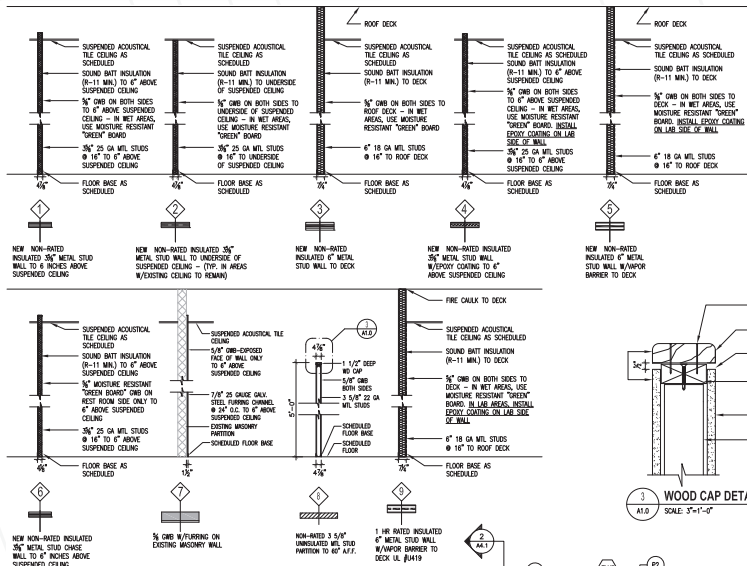 ROOF DECK
ROOF DECK
SUSPENDED ACOUSTICAL
TILE CEILING AS
SCHEDULED
SOUND BATT INSULATION
(R-11 MIN.) TO 6" ABOVE
SUSPENDED CEILING
⅝" GWB ON BOTH SIDES
TO 6" ABOVE SUSPENDED
CEILING - IN WET AREAS,
USE MOISTURE RESISTANT
"GREEN" BOARD
3⅝" 25 GA MTL STUDS
@ 16" TO 6" ABOVE
SUSPENDED CEILING
FLOOR BASE AS
SCHEDULED
4⅞"
1
NEW NON-RATED
INSULATED 3⅝" METAL STUD
WALL TO 6 INCHES ABOVE
SUSPENDED CEILING
SUSPENDED ACOUSTICAL
TILE CEILING AS
SCHEDULED
SOUND BATT INSULATION
(R-11 MIN.) TO UNDERSIDE
OF SUSPENDED CEILING
⅝" GWB ON BOTH SIDES TO
UNDERSIDE OF SUSPENDED
CEILING - IN WET AREAS,
USE MOISTURE RESISTANT
"GREEN" BOARD
3⅝" 25 GA MTL STUDS
@ 16" TO UNDERSIDE
OF SUSPENDED CEILING
FLOOR BASE AS
SCHEDULED
4⅞"
2
NEW NON-RATED INSULATED 3⅝"
METAL STUD WALL TO UNDERSIDE OF
SUSPENDED CEILING - (TYP. IN AREAS
W/EXISTING CEILING TO REMAIN)
SUSPENDED ACOUSTICAL
TILE CEILING AS
SCHEDULED
SOUND BATT INSULATION
(R-11 MIN.) TO DECK
⅝" GWB ON BOTH SIDES TO
ROOF DECK - IN WET
AREAS, USE MOISTURE
RESISTANT "GREEN" BOARD
6" 18 GA MTL STUDS
@ 16" TO ROOF DECK
FLOOR BASE AS
SCHEDULED
7¼"
3
NEW NON-RATED
INSULATED 6" METAL
STUD WALL TO DECK
SUSPENDED ACOUSTICAL
TILE CEILING AS SCHEDULED
SOUND BATT INSULATION
(R-11 MIN.) TO 6" ABOVE
SUSPENDED CEILING
⅝" GWB ON BOTH SIDES
TO 6" ABOVE SUSPENDED
CEILING - IN WET AREAS,
USE MOISTURE RESISTANT
"GREEN" BOARD. INSTALL
EPOXY COATING ON LAB
SIDE OF WALL
3⅝" 25 GA MTL STUDS
@ 16" TO 6" ABOVE
SUSPENDED CEILING
FLOOR BASE AS
SCHEDULED
4⅞"
4
NEW NON-RATED INSULATED
3⅝" METAL STUD WALL
W/EPOXY COATING TO 6"
ABOVE SUSPENDED CEILING
SUSPENDED ACOUSTICAL
TILE CEILING AS SCHEDULED
SOUND BATT INSULATION
(R-11 MIN.) TO DECK
⅝" GWB ON BOTH SIDES TO
DECK - IN WET AREAS, USE
MOISTURE RESISTANT "GREEN"
BOARD. INSTALL EPOXY COATING
ON LAB SIDE OF WALL
6" 18 GA MTL STUDS
@ 16" TO ROOF DECK
FLOOR BASE AS
SCHEDULED
7¼"
5
NEW NON-RATED
INSULATED 6" METAL
STUD WALL W/VAPOR
BARRIER TO DECK
SUSPENDED ACOUSTICAL
TILE CEILING AS
SCHEDULED
SOUND BATT INSULATION
(R-11 MIN.) TO 6" ABOVE
SUSPENDED CEILING
⅝" MOISTURE RESISTANT
"GREEN BOARD" GWB ON
REST ROOM SIDE ONLY TO
6" ABOVE SUSPENDED
CEILING
3⅝" 25 GA MTL STUDS
@ 16" TO 6" ABOVE
SUSPENDED CEILING
FLOOR BASE AS
SCHEDULED
6
NEW NON-RATED INSULATED
3⅝" METAL STUD CHASE
WALL TO 6" INCHES ABOVE
SUSPENDED CEILING
SUSPENDED ACOUSTICAL TILE
CEILING
5/8" GWB-EXPOSED
FACE OF WALL ONLY
TO 6" ABOVE
SUSPENDED CEILING
7/8" 25 GAUGE GALV.
STEEL FURRING CHANNEL
@ 24" O.C. TO 6" ABOVE
SUSPENDED CEILING
EXISTING MASONRY
PARTITION
SCHEDULED FLOOR BASE
1½"
7
⅝ GWB W/FURRING ON
EXISTING MASONRY WALL
3
A1.0
4⅞"
1 1/2" DEEP
WD CAP
5/8" GWB
BOTH SIDES
3 5/8" 22 GA
MTL STUDS
5'-0"
SCHEDULED
FLOOR BASE
SCHEDULED
FLOOR
4⅞"
8
NON-RATED 3 5/8"
UNINSULATED MTL STUD
PARTITION TO 60" A.F.F.
FIRE CAULK TO DECK
SUSPENDED ACOUSTICAL
TILE CEILING AS
SCHEDULED
SOUND BATT INSULATION
(R-11 MIN.) TO DECK
⅝" GWB ON BOTH SIDES TO
DECK - IN WET AREAS, USE
MOISTURE RESISTANT "GREEN"
BOARD. IN LAB AREAS, INSTALL
EPOXY COATING ON LAB SIDE
OF WALL
6" 18 GA MTL STUDS
@ 16" TO ROOF DECK
FLOOR BASE AS
SCHEDULED
7¼"
9
1 HR RATED INSULATED
6" METAL STUD WALL
W/VAPOR BARRIER TO
DECK UL #U419
2
A4.1
¾"
3
A1.0
WOOD CAP DETA
SCALE: 3"=1'-0"
P2